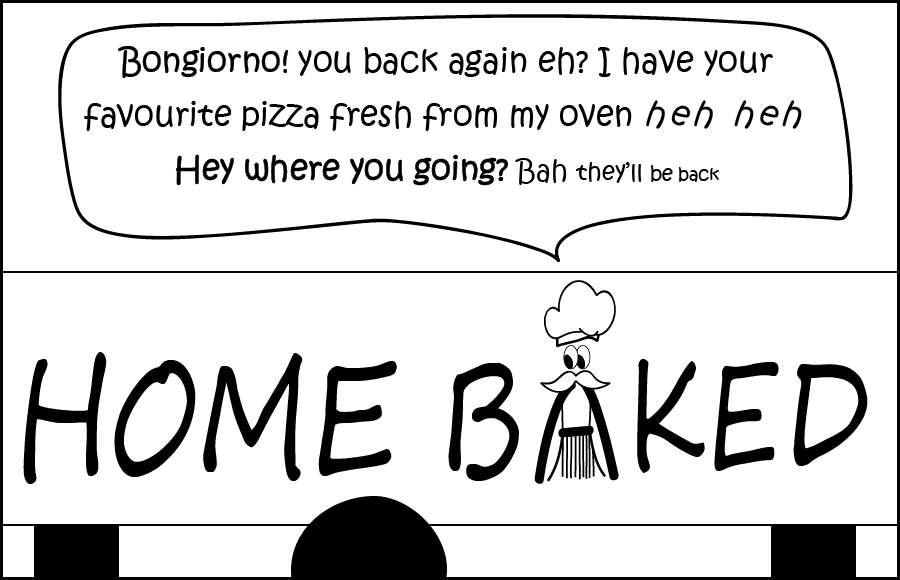 Bongiorno! you back again eh? I have your
favourite pizza fresh from my oven heh heh
Hey where you going? Bah they'll be back
HOME BAKED